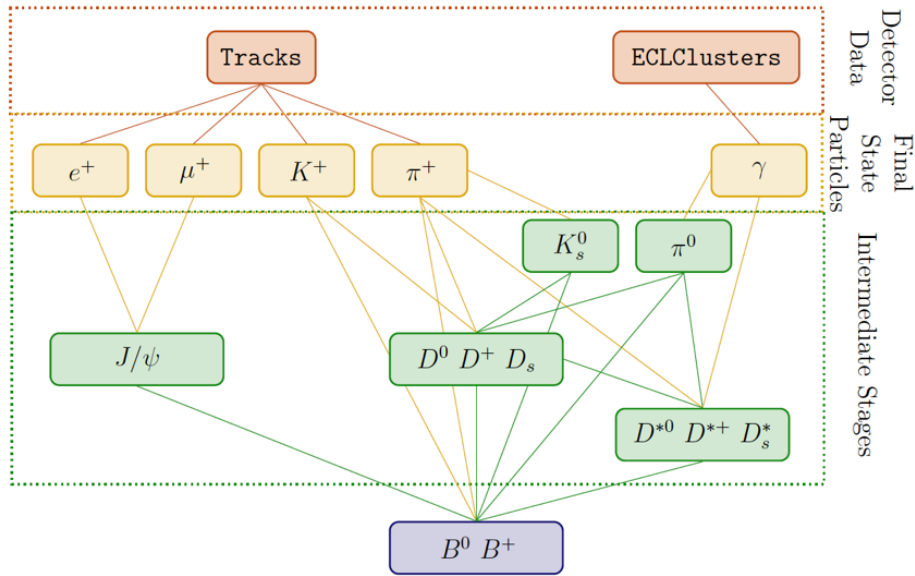 Tracks
ECLClusters
Detector
Data
e⁺
μ⁺
K⁺
π⁺
γ
Final
State
Particles
K⁰ₛ
π⁰
J/ψ
D⁰ D⁺ Dₛ
D*⁰ D*⁺ D*ₛ
Intermediate Stages
B⁰ B⁺